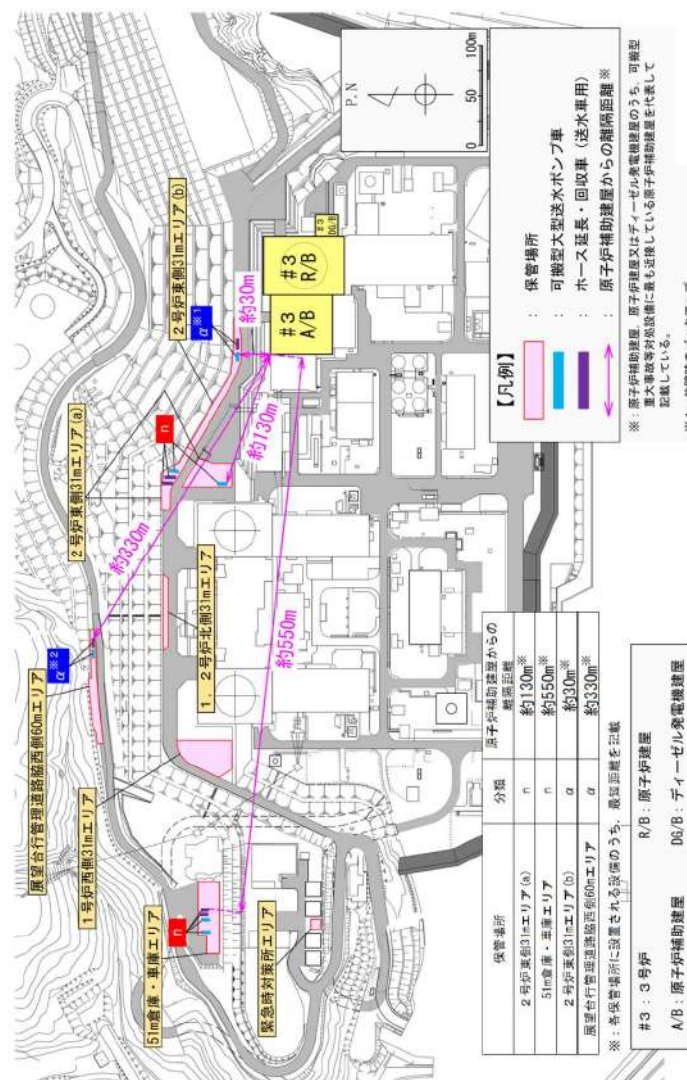 展望台行管理道路脇西側60mエリア
α※2
2号炉東側31mエリア(a)
n
2号炉東側31mエリア(b)
α※1
約30m
約130m
約330m
約550m
1号炉西側31mエリア
1，2号炉北側31mエリア
51m倉庫・車庫エリア
n
緊急時対策所エリア
#3
R/B
#3
A/B
#3
DG/B
P.N
0 50 100m
【凡例】
： 保管場所
： 可搬型大型送水ポンプ車
： ホース延長・回収車（送水車用）
： 原子炉補助建屋からの離隔距離※
※：原子炉補助建屋，原子炉建屋又はディーゼル発電機建屋のうち，可搬型
重大事故等対処設備に最も近接している原子炉補助建屋を代表して
記載している。
保管場所 分類 原子炉補助建屋からの
離隔距離
2号炉東側31mエリア(a) n 約130m※
51m倉庫・車庫エリア n 約550m※
2号炉東側31mエリア(b) α 約30m※
展望台行管理道路脇西側60mエリア α 約330m※
※：各保管場所に設置される設備のうち，最短距離を記載
#3：3号炉 R/B：原子炉建屋
A/B：原子炉補助建屋 DG/B：ディーゼル発電機建屋